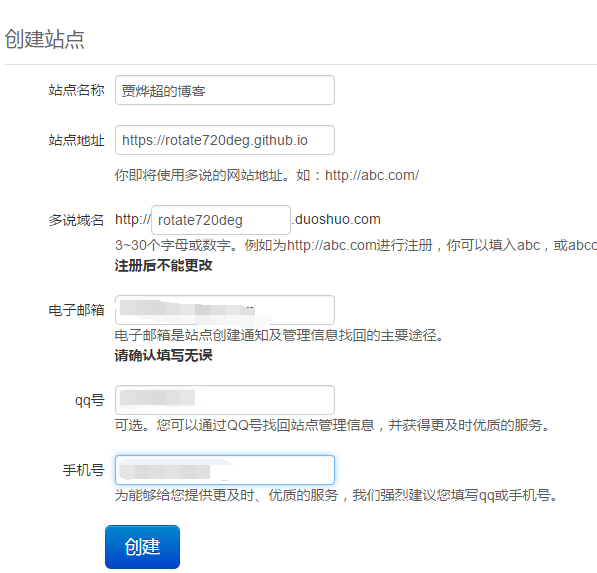 创建站点
站点名称 贾烨超的博客
站点地址 https://rotate720deg.github.io
你即将使用多说的网站地址。如：http://abc.com/
多说域名 http:// rotate720deg .duoshuo.com
3~30个字母或数字。例如为http://abc.com进行注册，你可以填入abc，或abcc
注册后不能更改
电子邮箱
电子邮箱是站点创建通知及管理信息找回的主要途径。
请确认填写无误
qq号
可选。您可以通过QQ号找回站点管理信息，并获得更及时优质的服务。
手机号
为能够给您提供更及时、优质的服务，我们强烈建议您填写qq或手机号。
创建